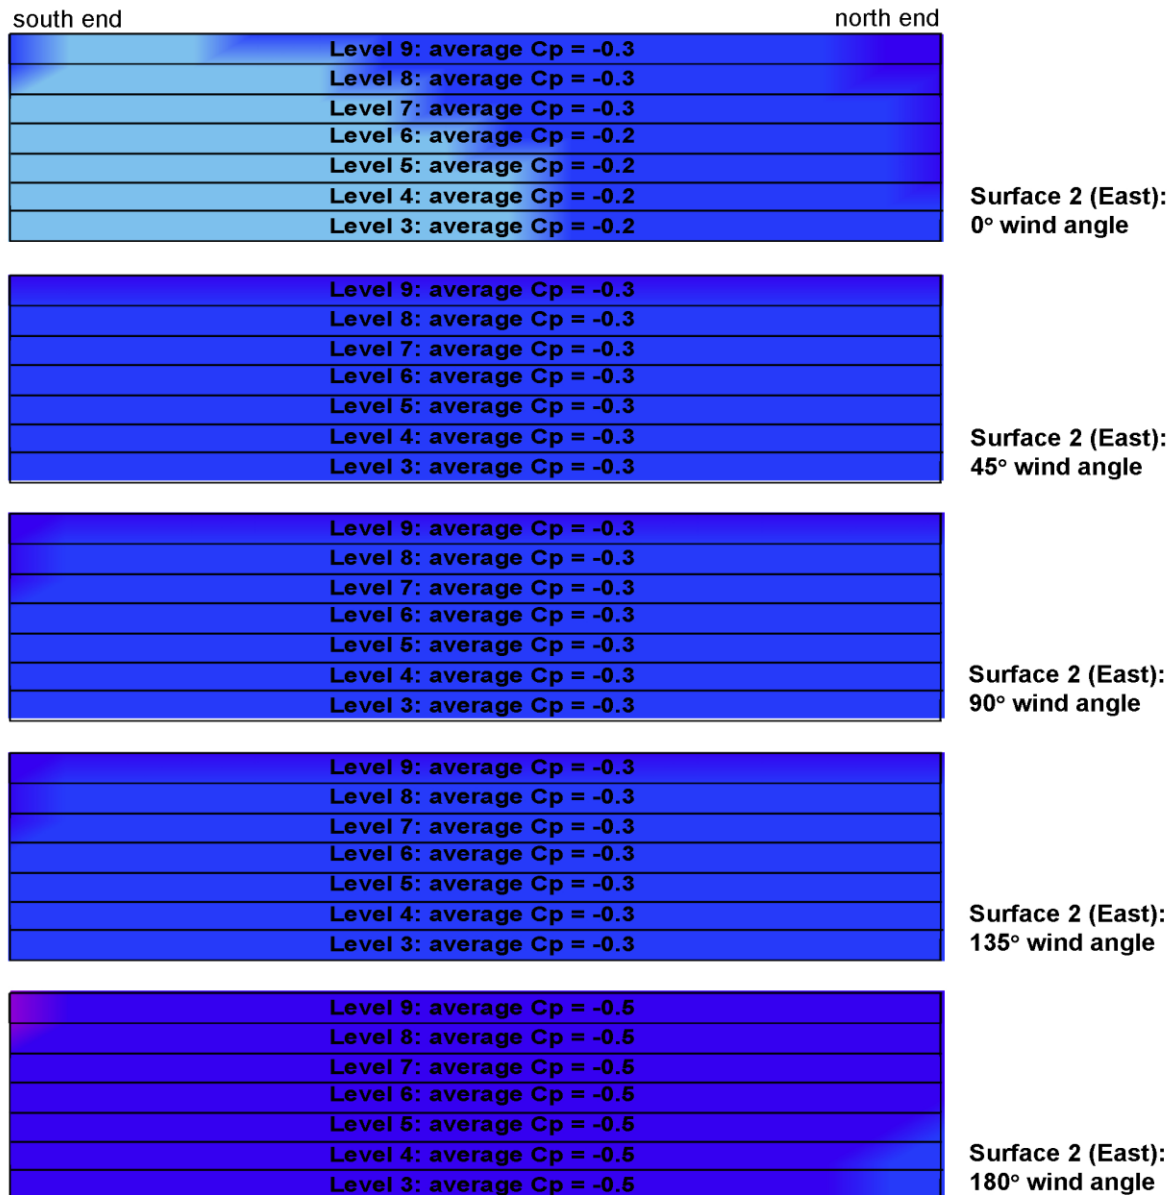 south end
north end
Level 9: average Cp = -0.3
Level 8: average Cp = -0.3
Level 7: average Cp = -0.3
Level 6: average Cp = -0.2
Level 5: average Cp = -0.2
Level 4: average Cp = -0.2
Level 3: average Cp = -0.2
Surface 2 (East):
0° wind angle
Level 9: average Cp = -0.3
Level 8: average Cp = -0.3
Level 7: average Cp = -0.3
Level 6: average Cp = -0.3
Level 5: average Cp = -0.3
Level 4: average Cp = -0.3
Level 3: average Cp = -0.3
Surface 2 (East):
45° wind angle
Level 9: average Cp = -0.3
Level 8: average Cp = -0.3
Level 7: average Cp = -0.3
Level 6: average Cp = -0.3
Level 5: average Cp = -0.3
Level 4: average Cp = -0.3
Level 3: average Cp = -0.3
Surface 2 (East):
90° wind angle
Level 9: average Cp = -0.3
Level 8: average Cp = -0.3
Level 7: average Cp = -0.3
Level 6: average Cp = -0.3
Level 5: average Cp = -0.3
Level 4: average Cp = -0.3
Level 3: average Cp = -0.3
Surface 2 (East):
135° wind angle
Level 9: average Cp = -0.5
Level 8: average Cp = -0.5
Level 7: average Cp = -0.5
Level 6: average Cp = -0.5
Level 5: average Cp = -0.5
Level 4: average Cp = -0.5
Level 3: average Cp = -0.5
Surface 2 (East):
180° wind angle